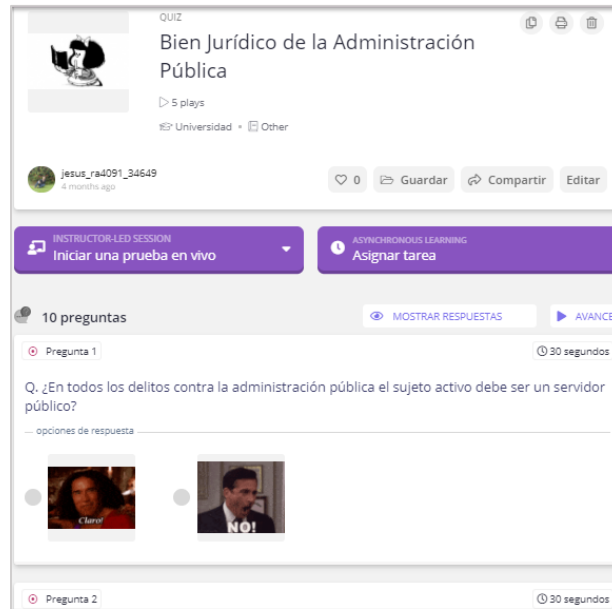 QUIZ
Bien Jurídico de la Administración
Pública
5 plays
Universidad • Other
jesus_ra4091_34649
4 months ago
0 Guardar Compartir Editar
INSTRUCTOR-LED SESSION
Iniciar una prueba en vivo
ASYNCHRONOUS LEARNING
Asignar tarea
10 preguntas
MOSTRAR RESPUESTAS
AVANCE
Pregunta 1
30 segundos
Q. ¿En todos los delitos contra la administración pública el sujeto activo debe ser un servidor
público?
opciones de respuesta
Claro!
NO!
Pregunta 2
30 segundos